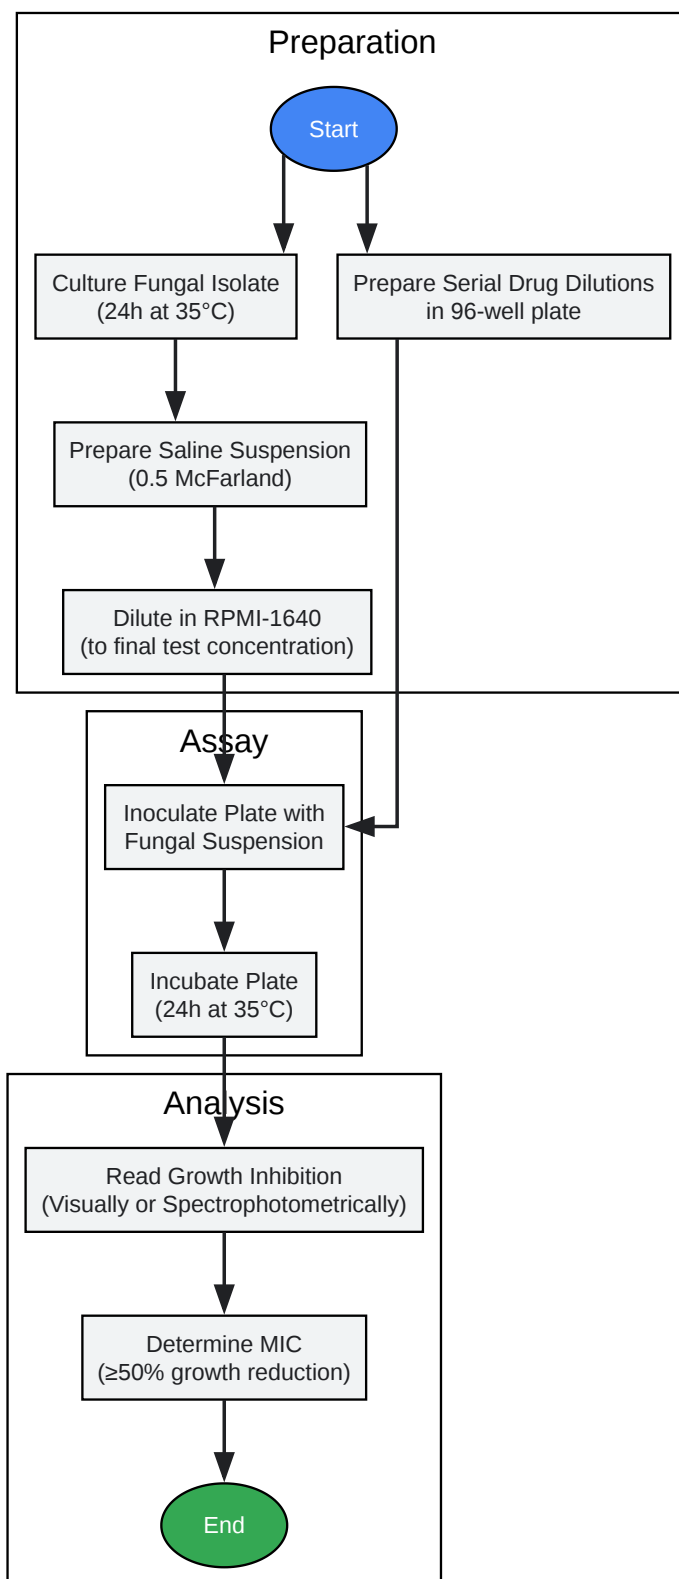 Preparation
Start
Culture Fungal Isolate
(24h at 35°C)
Prepare Serial Drug Dilutions
in 96-well plate
Prepare Saline Suspension
(0.5 McFarland)
Dilute in RPMI-1640
(to final test concentration)
Assay
Inoculate Plate with
Fungal Suspension
Incubate Plate
(24h at 35°C)
Analysis
Read Growth Inhibition
(Visually or Spectrophotometrically)
Determine MIC
(≥50% growth reduction)
End